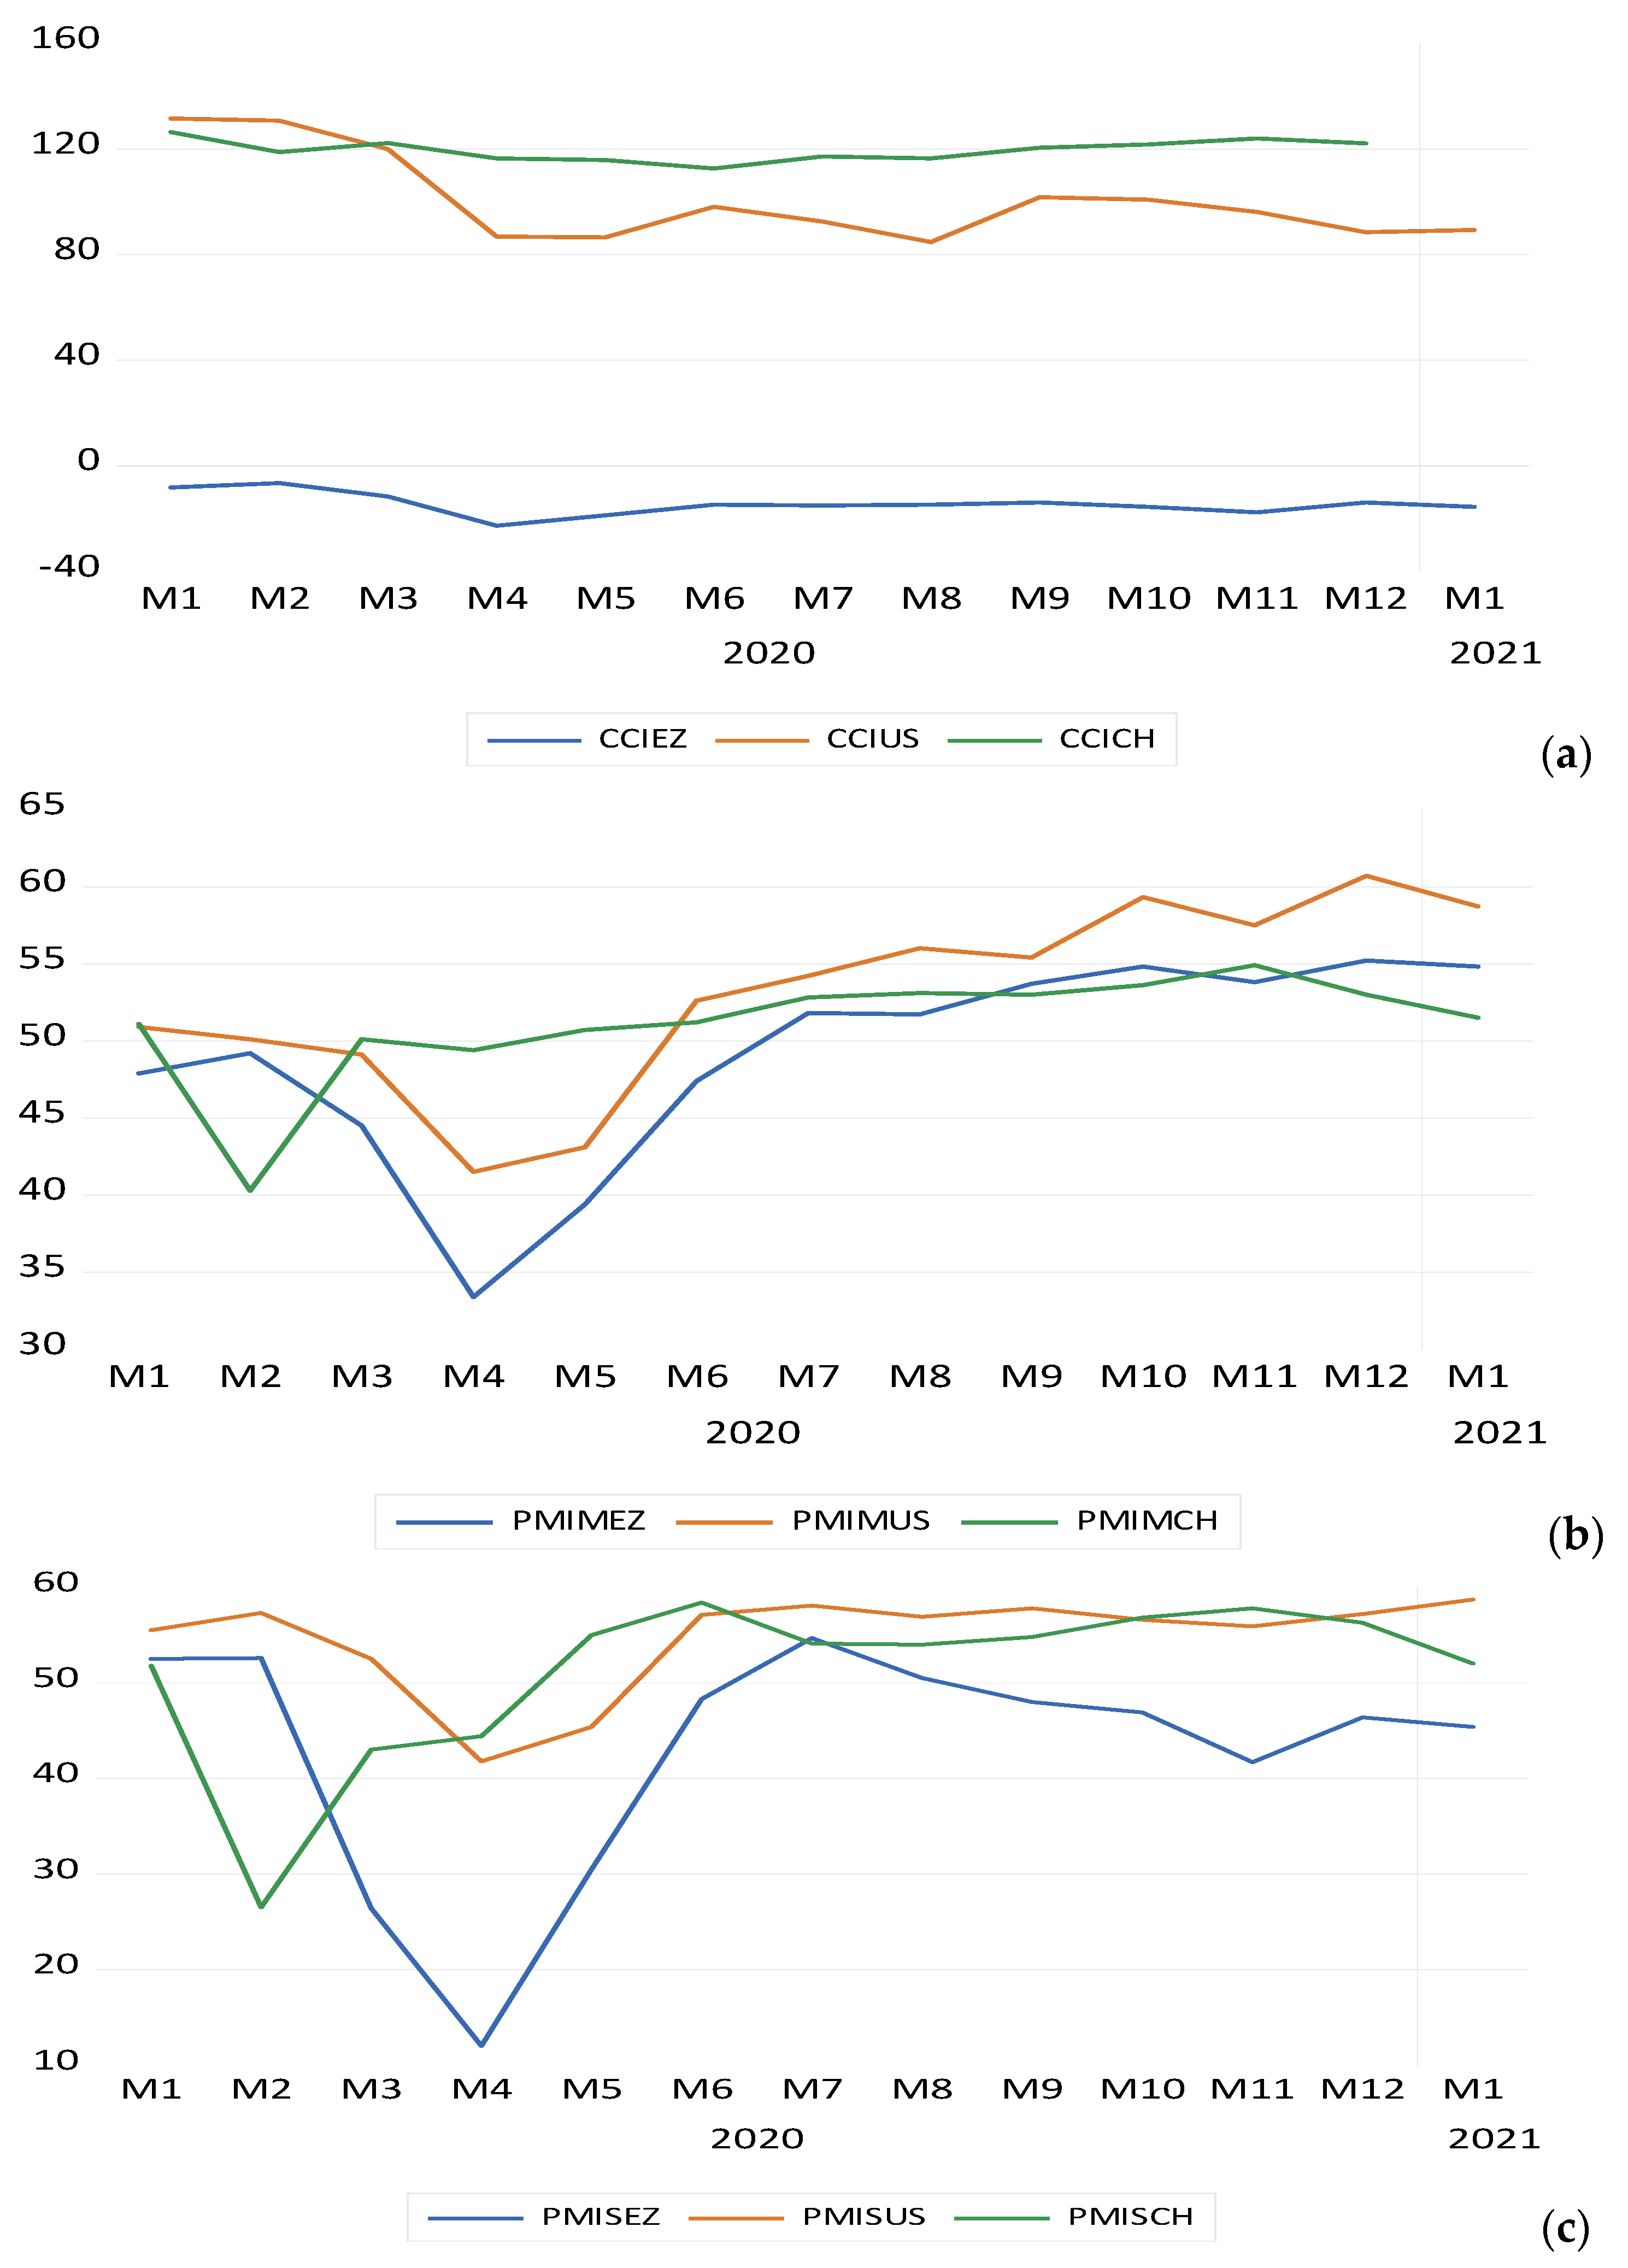 160
120
80
40
0
-40
M1 M2 M3 M4 M5 M6 M7 M8 M9 M10 M11 M12 M1
2020 2021
CCIEZ CCIUS CCICH
(a)
65
60
55
50
45
40
35
30
M1 M2 M3 M4 M5 M6 M7 M8 M9 M10 M11 M12 M1
2020 2021
PMIMEZ PMIMUS PMIMCH
(b)
60
50
40
30
20
10
M1 M2 M3 M4 M5 M6 M7 M8 M9 M10 M11 M12 M1
2020 2021
PMISEZ PMISUS PMISCH
(c)